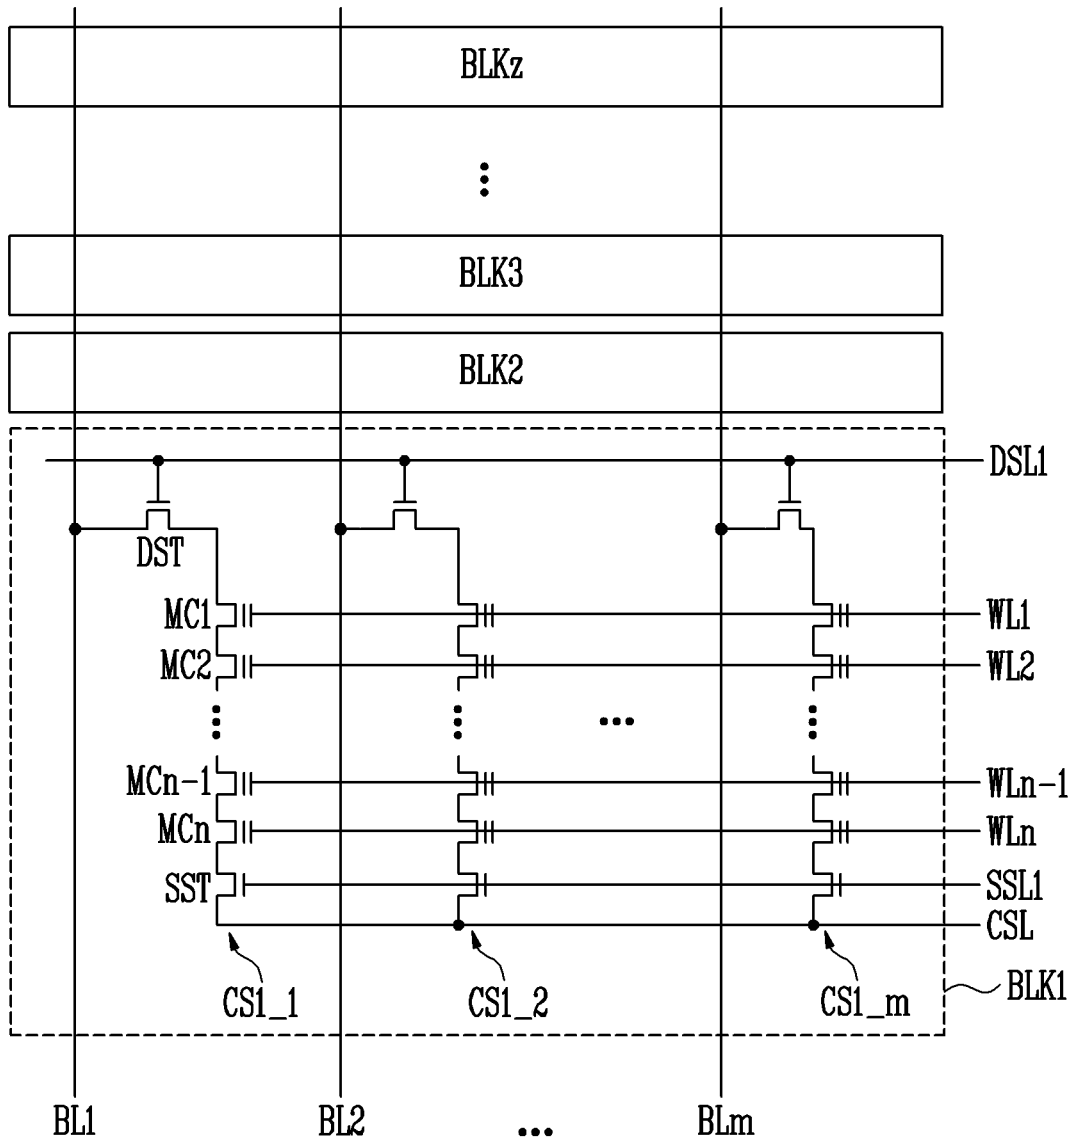 BLKz
BLK3
BLK2
DSL1
DST
MC1 WL1
MC2 WL2
MCn-1 WLn-1
MCn WLn
SST SSL1
CSL
BLK1
CS1_1 CS1_2 CS1_m
BL1 BL2 ... BLm